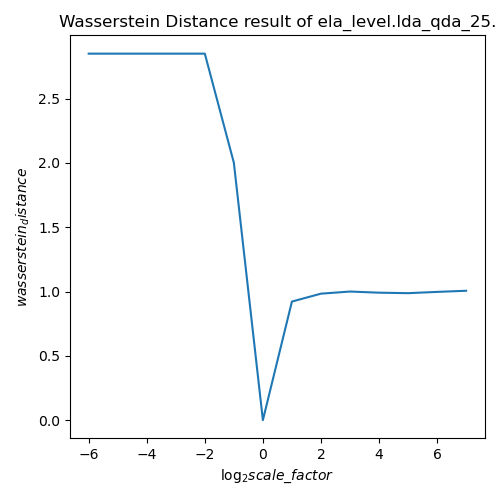 Wasserstein Distance result of ela_level.lda_qda_25.
2.5
2.0
1.5
1.0
0.5
0.0
wasserstein_distance
−6 −4 −2 0 2 4 6
log₂scale_factor